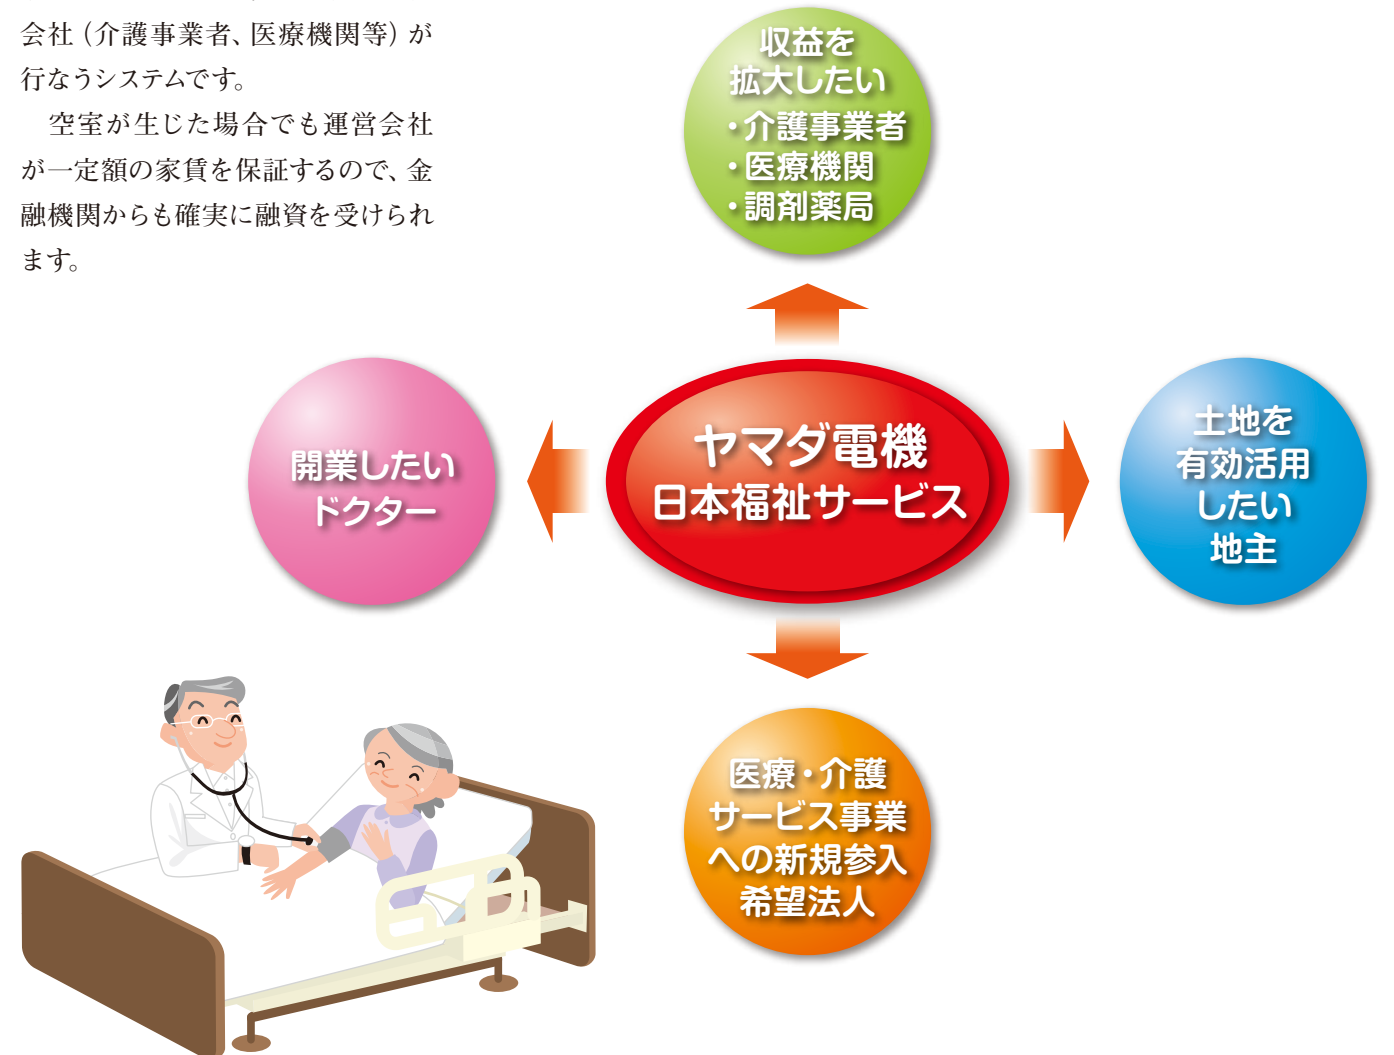 会社（介護事業者、医療機関等）が
行なうシステムです。
　空室が生じた場合でも運営会社
が一定額の家賃を保証するので、金
融機関からも確実に融資を受けられ
ます。
収益を
拡大したい
・介護事業者
・医療機関
・調剤薬局
開業したい
ドクター
ヤマダ電機
日本福祉サービス
土地を
有効活用
したい
地主
医療・介護
サービス事業
への新規参入
希望法人